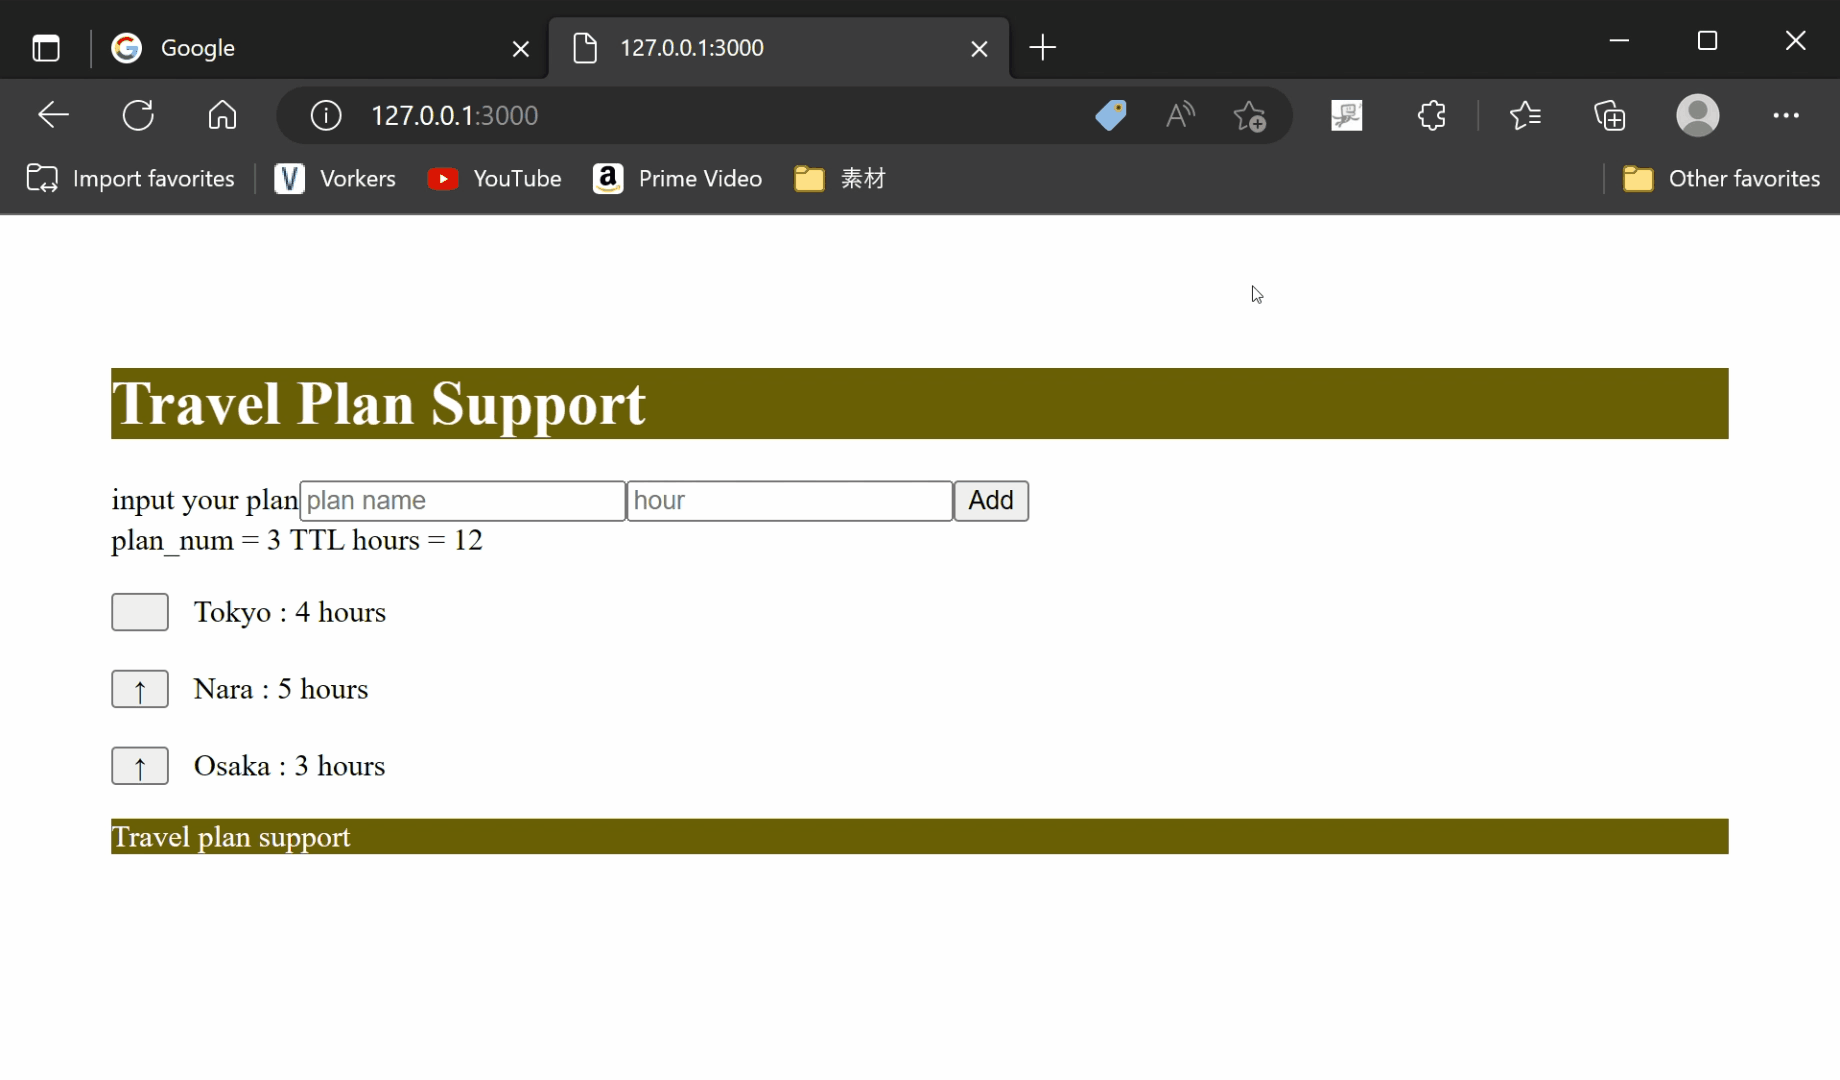 Google
127.0.0.1:3000
127.0.0.1:3000
Import favorites
Vorkers
YouTube
Prime Video
素材
Other favorites
Travel Plan Support
input your plan plan name hour Add
plan_num = 3 TTL hours = 12
Tokyo : 4 hours
↑ Nara : 5 hours
↑ Osaka : 3 hours
Travel plan support